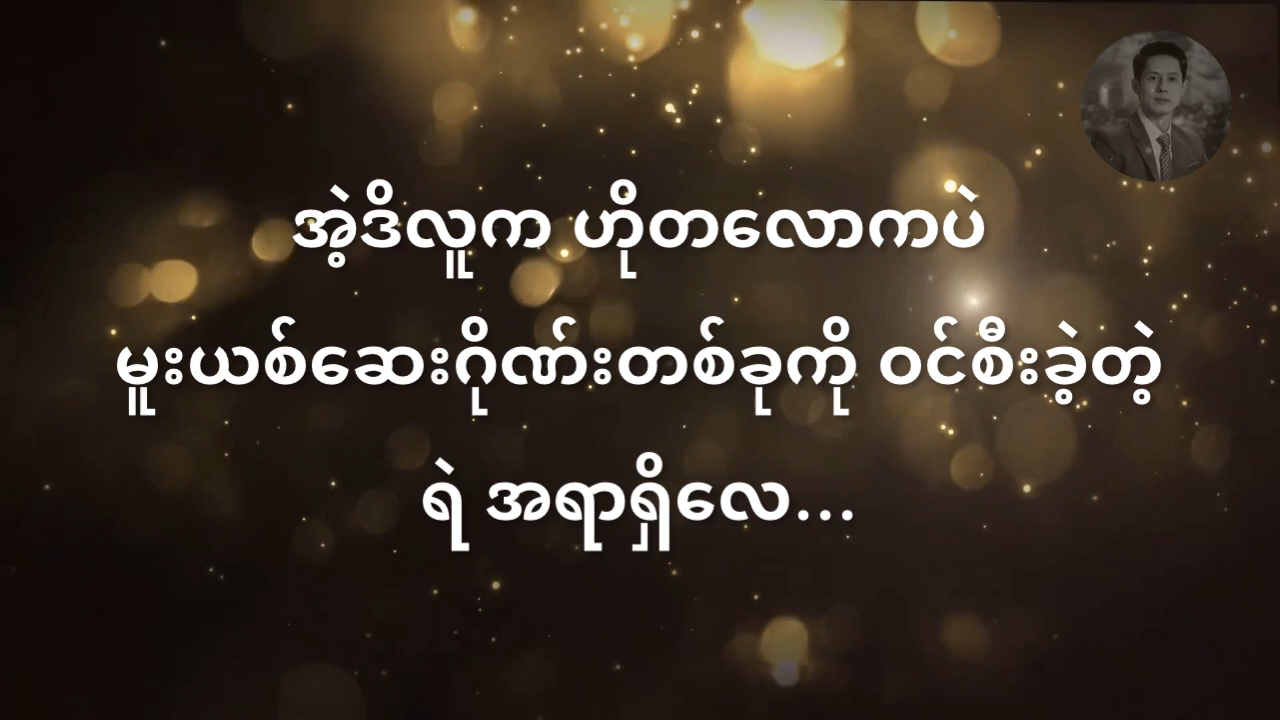 အဲ့ဒိလူက ဟိုတလောကပဲ
မူးယစ်ဆေးဂိုဏ်းတစ်ခုကို ဝင်စီးခဲ့တဲ့
ရဲ အရာရှိလေ...